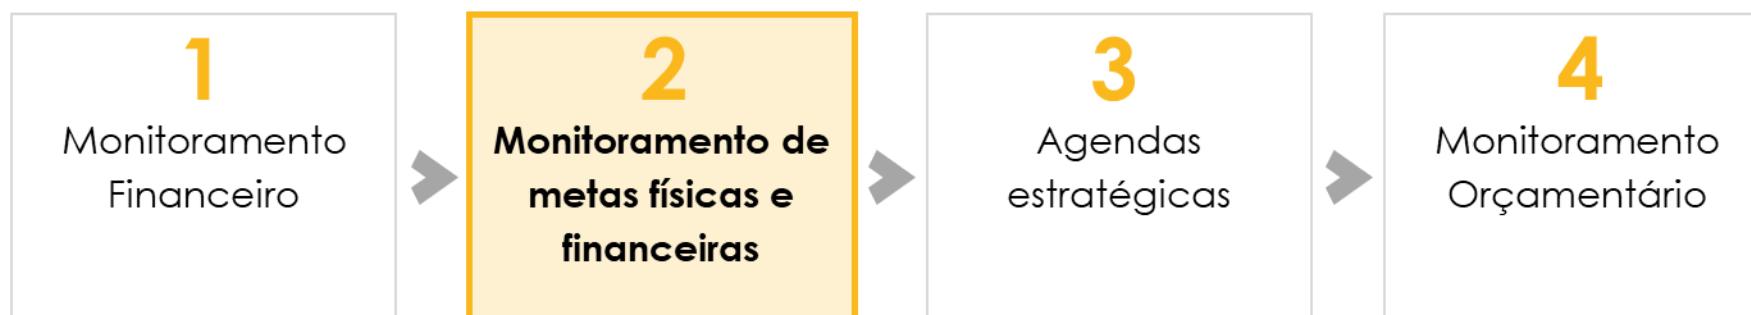 1
Monitoramento
Financeiro
2
Monitoramento de
metas físicas e
financeiras
3
Agendas
estratégicas
4
Monitoramento
Orçamentário